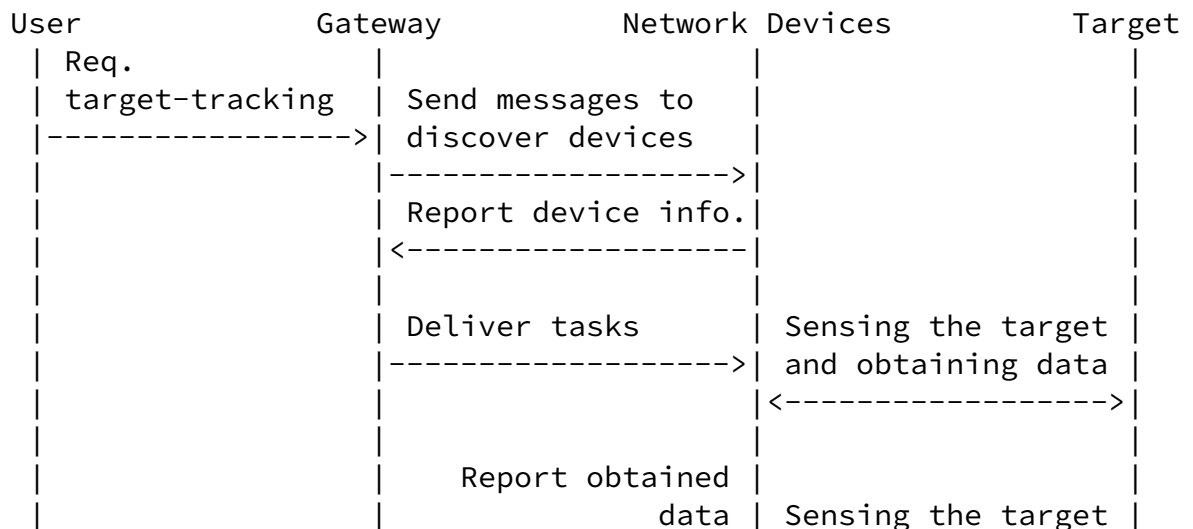 User Gateway Network Devices Target
Req.
target-tracking Send messages to
discover devices
Report device info.
Deliver tasks Sensing the target
and obtaining data
Report obtained
data Sensing the target